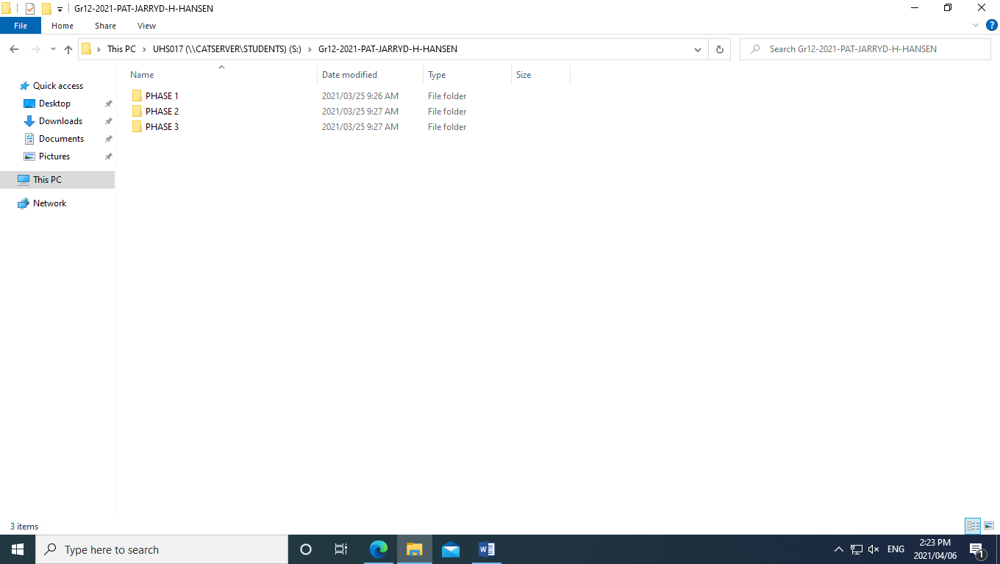 Gr12-2021-PAT-JARRYD-H-HANSEN
File Home Share View
This PC UHS017 (\\CATSERVER\STUDENTS) (S:) Gr12-2021-PAT-JARRYD-H-HANSEN Search Gr12-2021-PAT-JARRYD-H-HANSEN
Name Date modified Type Size
Quick access
Desktop
Downloads
Documents
Pictures
This PC
Network
PHASE 1 2021/03/25 9:26 AM File folder
PHASE 2 2021/03/25 9:27 AM File folder
PHASE 3 2021/03/25 9:27 AM File folder
3 items
Type here to search
W
ENG
2:23 PM
2021/04/06
1